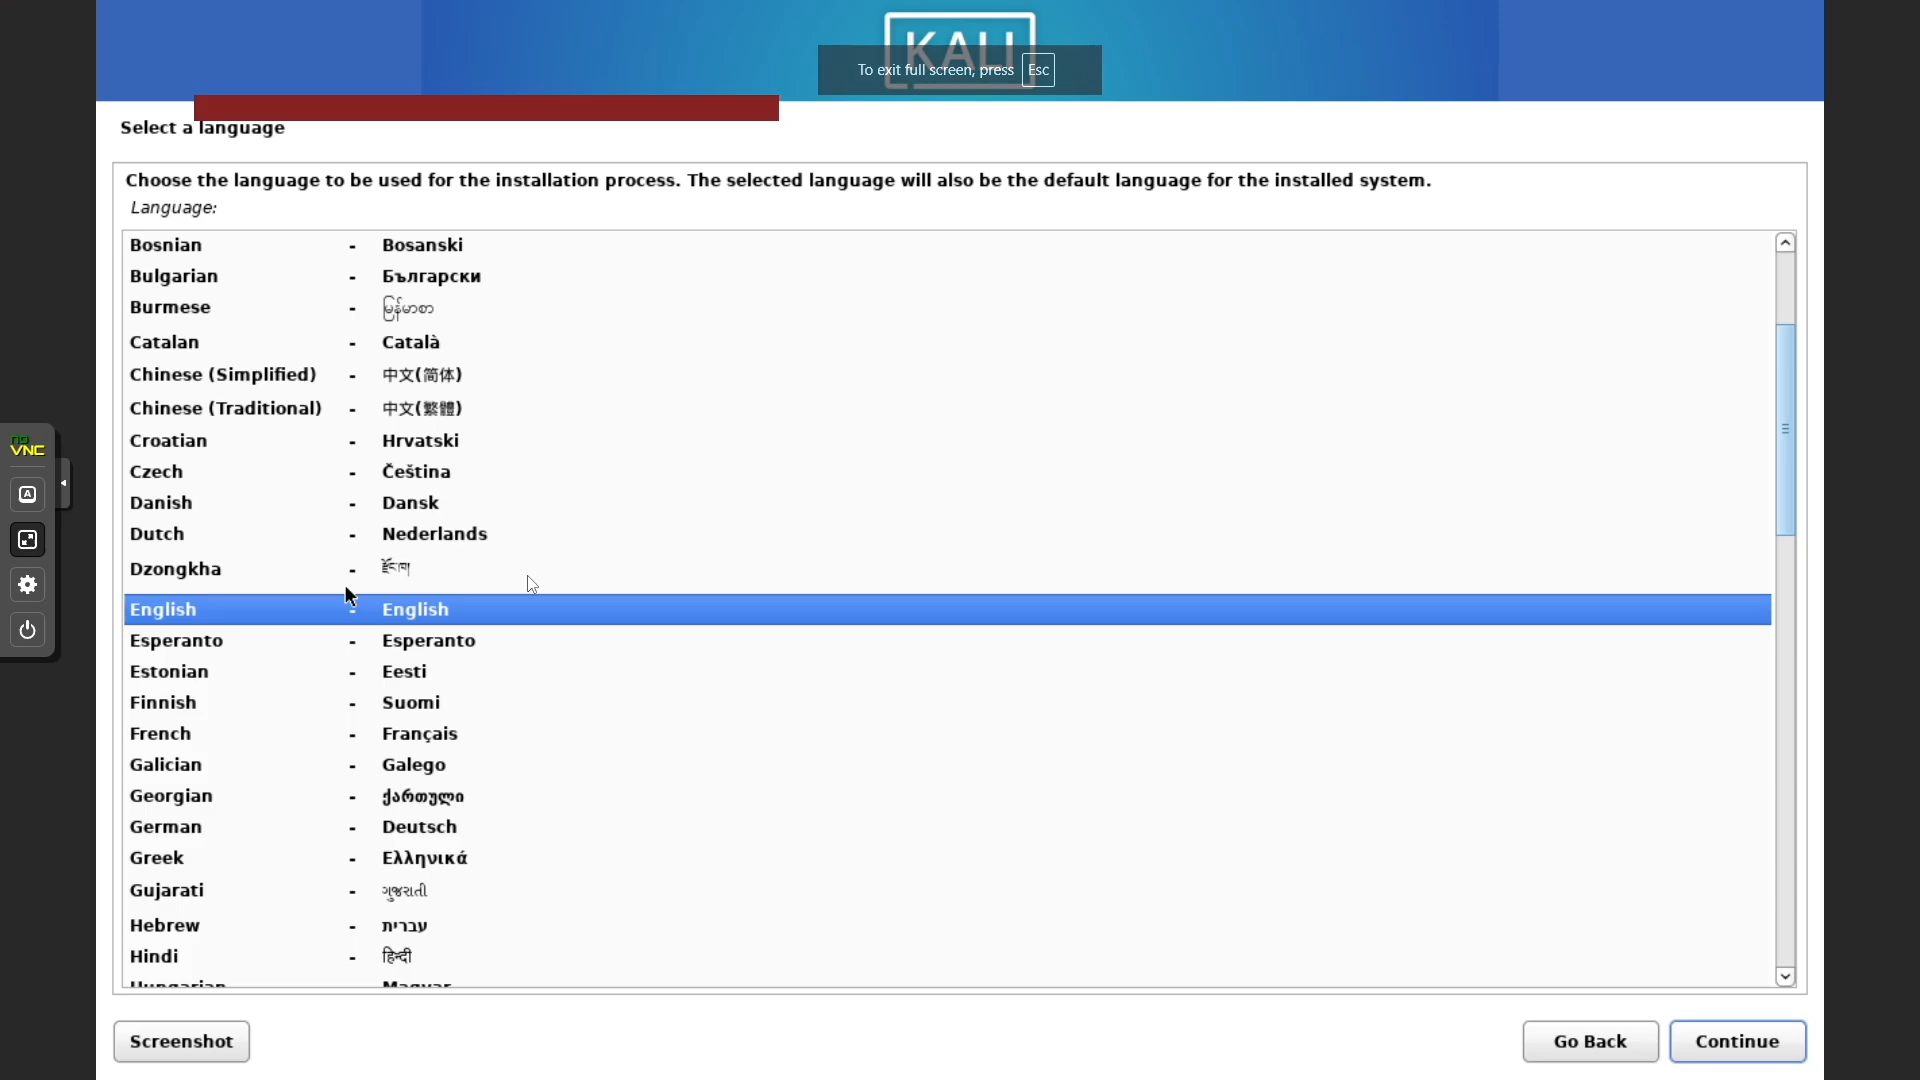 KALI
To exit full screen, press Esc
Select a language
Choose the language to be used for the installation process. The selected language will also be the default language for the installed system.
Language:
Bosnian - Bosanski
Bulgarian - Български
Burmese - မြန်မာစာ
Catalan - Català
Chinese (Simplified) - 中文(简体)
Chinese (Traditional) - 中文(繁體)
Croatian - Hrvatski
Czech - Čeština
Danish - Dansk
Dutch - Nederlands
Dzongkha - རྫོང་ཁ།
English - English
Esperanto - Esperanto
Estonian - Eesti
Finnish - Suomi
French - Français
Galician - Galego
Georgian - ქართული
German - Deutsch
Greek - Ελληνικά
Gujarati - ગુજરાતી
Hebrew - עברית
Hindi - हिन्दी
Hungarian - Magyar
no
VNC
A
Screenshot
Go Back
Continue